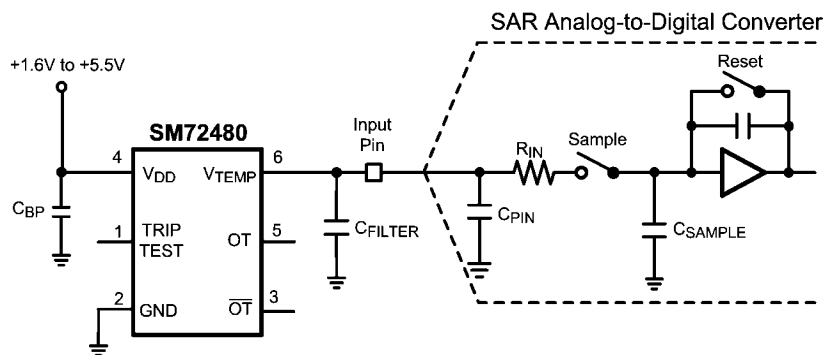 SAR Analog-to-Digital Converter
+1.6V to +5.5V
Reset
SM72480
Input
Pin
Sample
RIN
4
VDD
VTEMP
6
CBP
CFILTER
CPIN
CSAMPLE
1
TRIP
TEST
OT
5
2
GND
OT
3